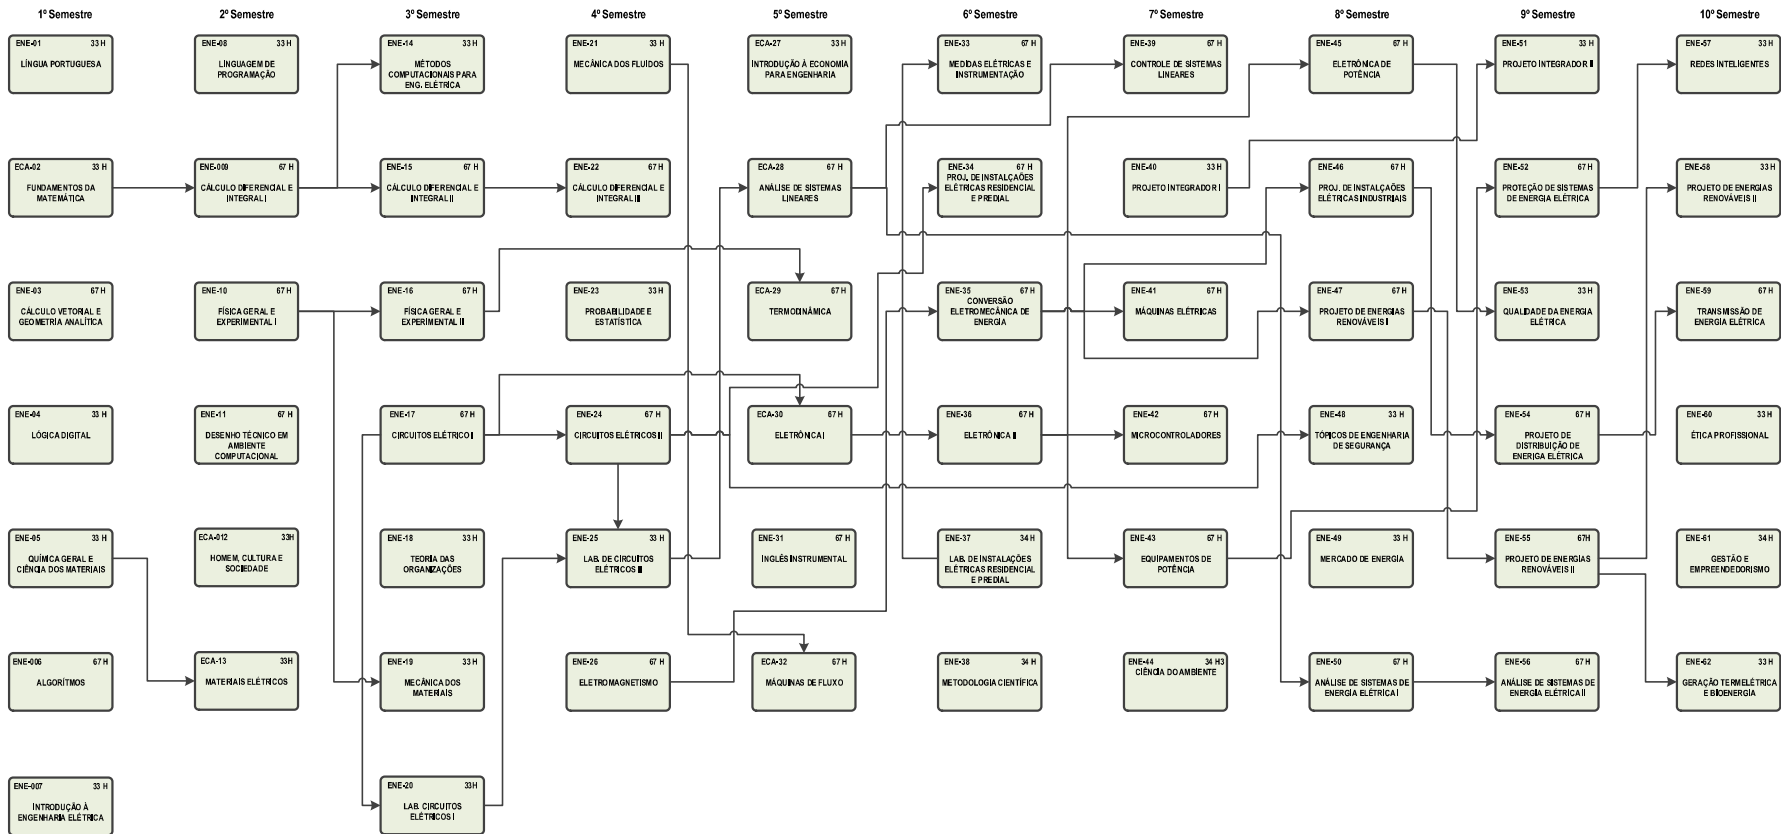 1º Semestre
2º Semestre
3º Semestre
4º Semestre
5º Semestre
6º Semestre
7º Semestre
8º Semestre
9º Semestre
10º Semestre
ENE-01 33 H
LÍNGUA PORTUGUESA
ENE-08 33 H
LINGUAGEM DE
PROGRAMAÇÃO
ENE-14 33 H
MÉTODOS
COMPUTACIONAIS PARA
ENG. ELÉTRICA
ENE-21 33 H
MECÂNICA DOS FLUÍDOS
ECA-27 33 H
INTRODUÇÃO À ECONOMIA
PARA ENGENHARIA
ENE-33 67 H
MEDIDAS ELÉTRICAS E
INSTRUMENTAÇÃO
ENE-39 67 H
CONTROLE DE SISTEMAS
LINEARES
ENE-45 67 H
ELETRÔNICA DE
POTÊNCIA
ENE-51 33 H
PROJETO INTEGRADOR II
ENE-57 33 H
REDES INTELIGENTES
ECA-02 33 H
FUNDAMENTOS DA
MATEMÁTICA
ENE-009 67 H
CÁLCULO DIFERENCIAL E
INTEGRAL I
ENE-15 67 H
CÁLCULO DIFERENCIAL E
INTEGRAL II
ENE-22 67 H
CÁLCULO DIFERENCIAL E
INTEGRAL III
ECA-28 67 H
ANÁLISE DE SISTEMAS
LINEARES
ENE-34 67 H
PROJ. DE INSTALÇAÇÕES
ELÉTRICAS RESIDENCIAL
E PREDIAL
ENE-40 33 H
PROJETO INTEGRADOR I
ENE-46 67 H
PROJ. DE INSTALÇAÇÕES
ELÉTRICAS INDUSTRIAIS
ENE-52 67 H
PROTEÇÃO DE SISTEMAS
DE ENERGIA ELÉTRICA
ENE-58 33 H
PROJETO DE ENERGIAS
RENOVÁVEIS II
ENE-03 67 H
CÁLCULO VETORIAL E
GEOMETRIA ANALÍTICA
ENE-10 67 H
FÍSICA GERAL E
EXPERIMENTAL I
ENE-16 67 H
FÍSICA GERAL E
EXPERIMENTAL II
ENE-23 33 H
PROBABILIDADE E
ESTATÍSTICA
ECA-29 67 H
TERMODINÂMICA
ENE-35 67 H
CONVERSÃO
ELETROMECÂNICA DE
ENERGIA
ENE-41 67 H
MÁQUINAS ELÉTRICAS
ENE-47 67 H
PROJETO DE ENERGIAS
RENOVÁVEIS I
ENE-53 33 H
QUALIDADE DA ENERGIA
ELÉTRICA
ENE-59 67 H
TRANSMISSÃO DE
ENERGIA ELÉTRICA
ENE-04 33 H
LÓGICA DIGITAL
ENE-11 67 H
DESENHO TÉCNICO EM
AMBIENTE
COMPUTACIONAL
ENE-17 67 H
CIRCUITOS ELÉTRICO I
ENE-24 67 H
CIRCUITOS ELÉTRICOS II
ECA-30 67 H
ELETRÔNICA I
ENE-36 67 H
ELETRÔNICA II
ENE-42 67 H
MICROCONTROLADORES
ENE-48 33 H
TÓPICOS DE ENGENHARIA
DE SEGURANÇA
ENE-54 67 H
PROJETO DE
DISTRIBUIÇÃO DE
ENERIGA ELÉTRICA
ENE-60 33 H
ÉTICA PROFISSIONAL
ENE-05 33 H
QUÍMICA GERAL E
CIÊNCIA DOS MATERIAIS
ECA-012 33H
HOMEM, CULTURA E
SOCIEDADE
ENE-18 33 H
TEORIA DAS
ORGANIZAÇÕES
ENE-25 33 H
LAB. DE CIRCUITOS
ELÉTRICOS II
ENE-31 67 H
INGLÊS INSTRUMENTAL
ENE-37 34 H
LAB. DE INSTALAÇÕES
ELÉTRICAS RESIDENCIAL
E PREDIAL
ENE-43 67 H
EQUIPAMENTOS DE
POTÊNCIA
ENE-49 33 H
MERCADO DE ENERGIA
ENE-55 67H
PROJETO DE ENERGIAS
RENOVÁVEIS II
ENE-61 34 H
GESTÃO E
EMPREENDEDORISMO
ENE-006 67 H
ALGORÍTMOS
ECA-13 33H
MATERIAIS ELÉTRICOS
ENE-19 33 H
MECÂNICA DOS
MATERIAIS
ENE-26 67 H
ELETROMAGNETISMO
ECA-32 67 H
MÁQUINAS DE FLUXO
ENE-38 34 H
METODOLOGIA CIENTÍFICA
ENE-44 34 H3
CIÊNCIA DO AMBIENTE
ENE-50 67 H
ANÁLISE DE SISTEMAS DE
ENERGIA ELÉTRICA I
ENE-56 67 H
ANÁLISE DE SISTEMAS DE
ENERGIA ELÉTRICA II
ENE-62 33 H
GERAÇÃO TERMELÉTRICA
E BIOENERGIA
ENE-007 33 H
INTRODUÇÃO À
ENGENHARIA ELÉTRICA
ENE-20 33H
LAB. CIRCUITOS
ELÉTRICOS I